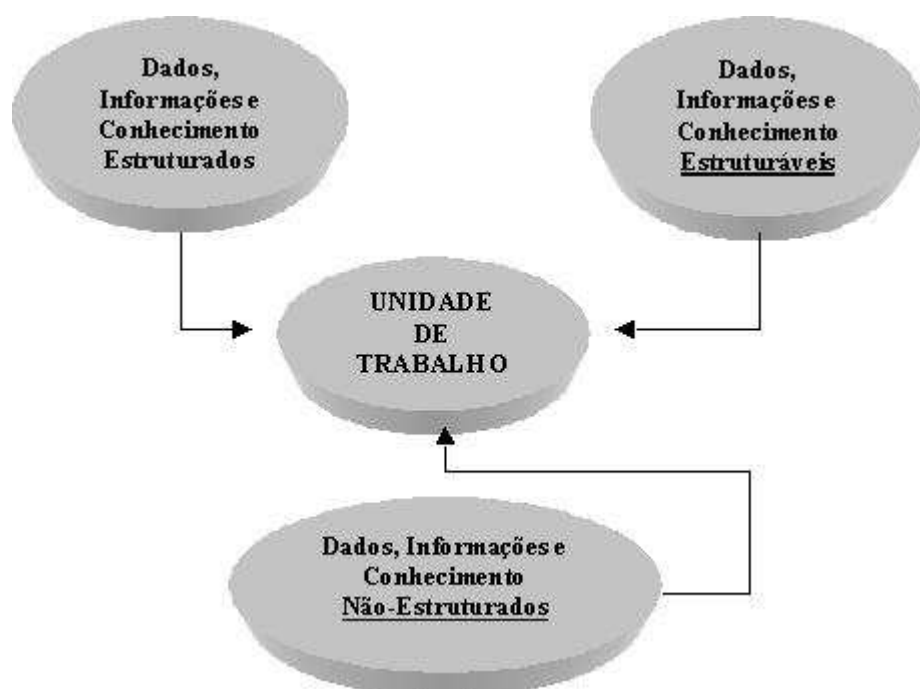 Dados,
Informações e
Conhecimento
Estruturados
Dados,
Informações e
Conhecimento
Estruturáveis
UNIDADE
DE
TRABALHO
Dados, Informações e
Conhecimento
Não-Estruturados